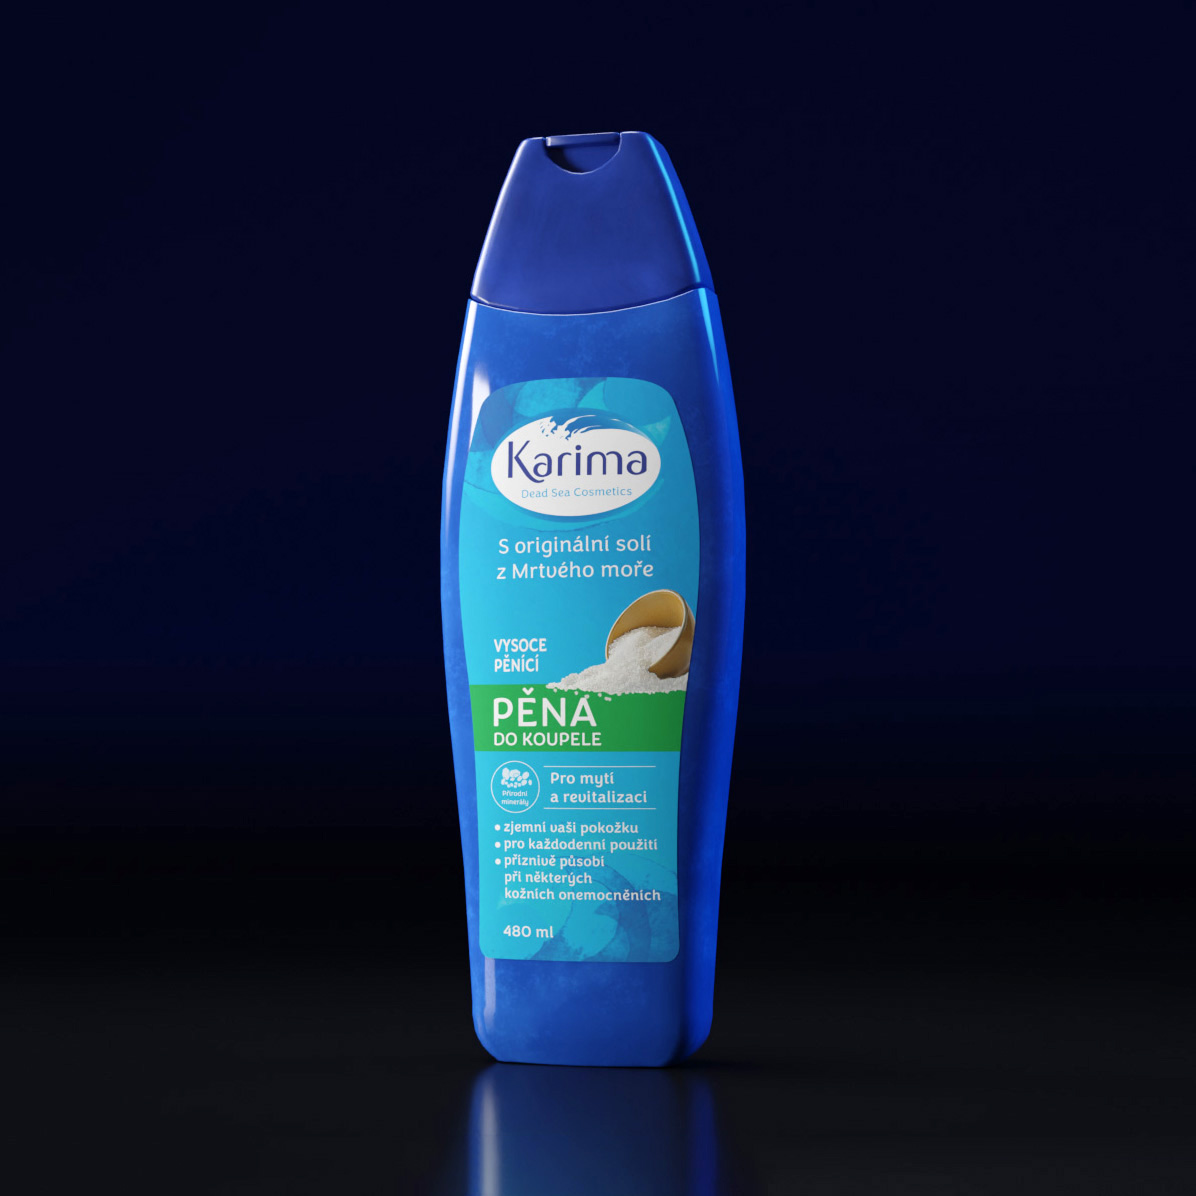 Karima
Dead Sea Cosmetics
S originální solí
z Mrtvého moře
VYSOCE
PĚNÍCÍ
PĚNA
DO KOUPELE
Přírodní
minerály
Pro mytí
a revitalizaci
• zjemní vaši pokožku
• pro každodenní použití
• příznivě působí
při některých
kožních onemocněních
480 ml